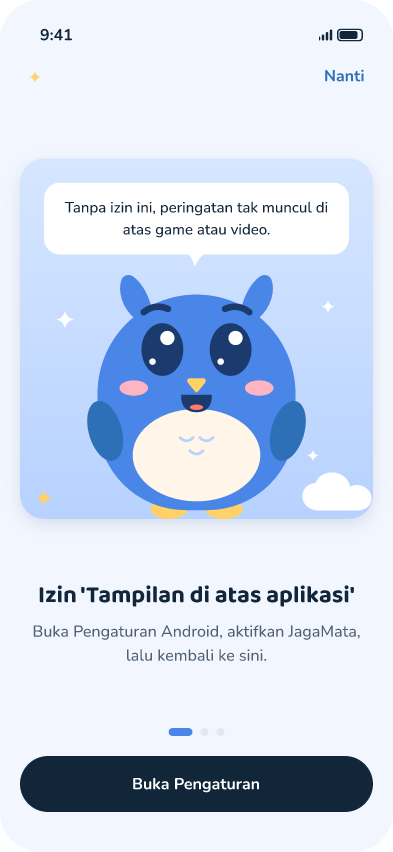 9:41
Nanti
Tanpa izin ini, peringatan tak muncul di
atas game atau video.
Izin 'Tampilan di atas aplikasi'
Buka Pengaturan Android, aktifkan JagaMata,
lalu kembali ke sini.
Buka Pengaturan